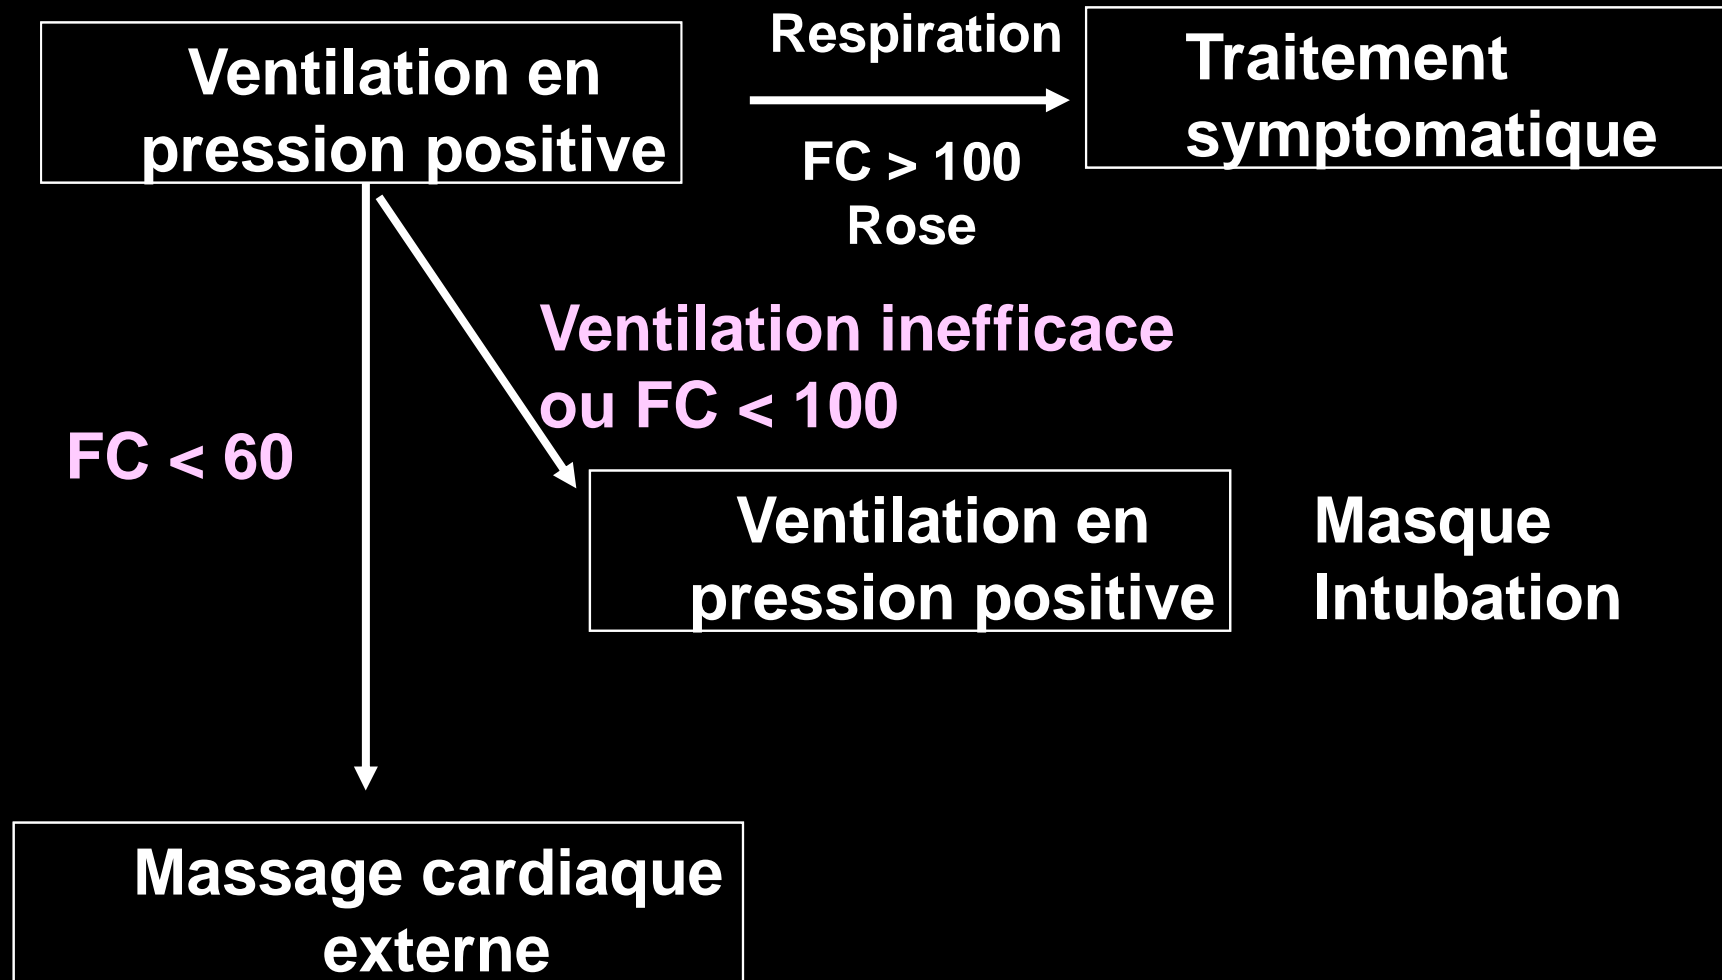 Ventilation en
pression positive
Respiration
FC > 100
Rose
Traitement
symptomatique
Ventilation inefficace
ou FC < 100
FC < 60
Ventilation en
pression positive
Masque
Intubation
Massage cardiaque
externe